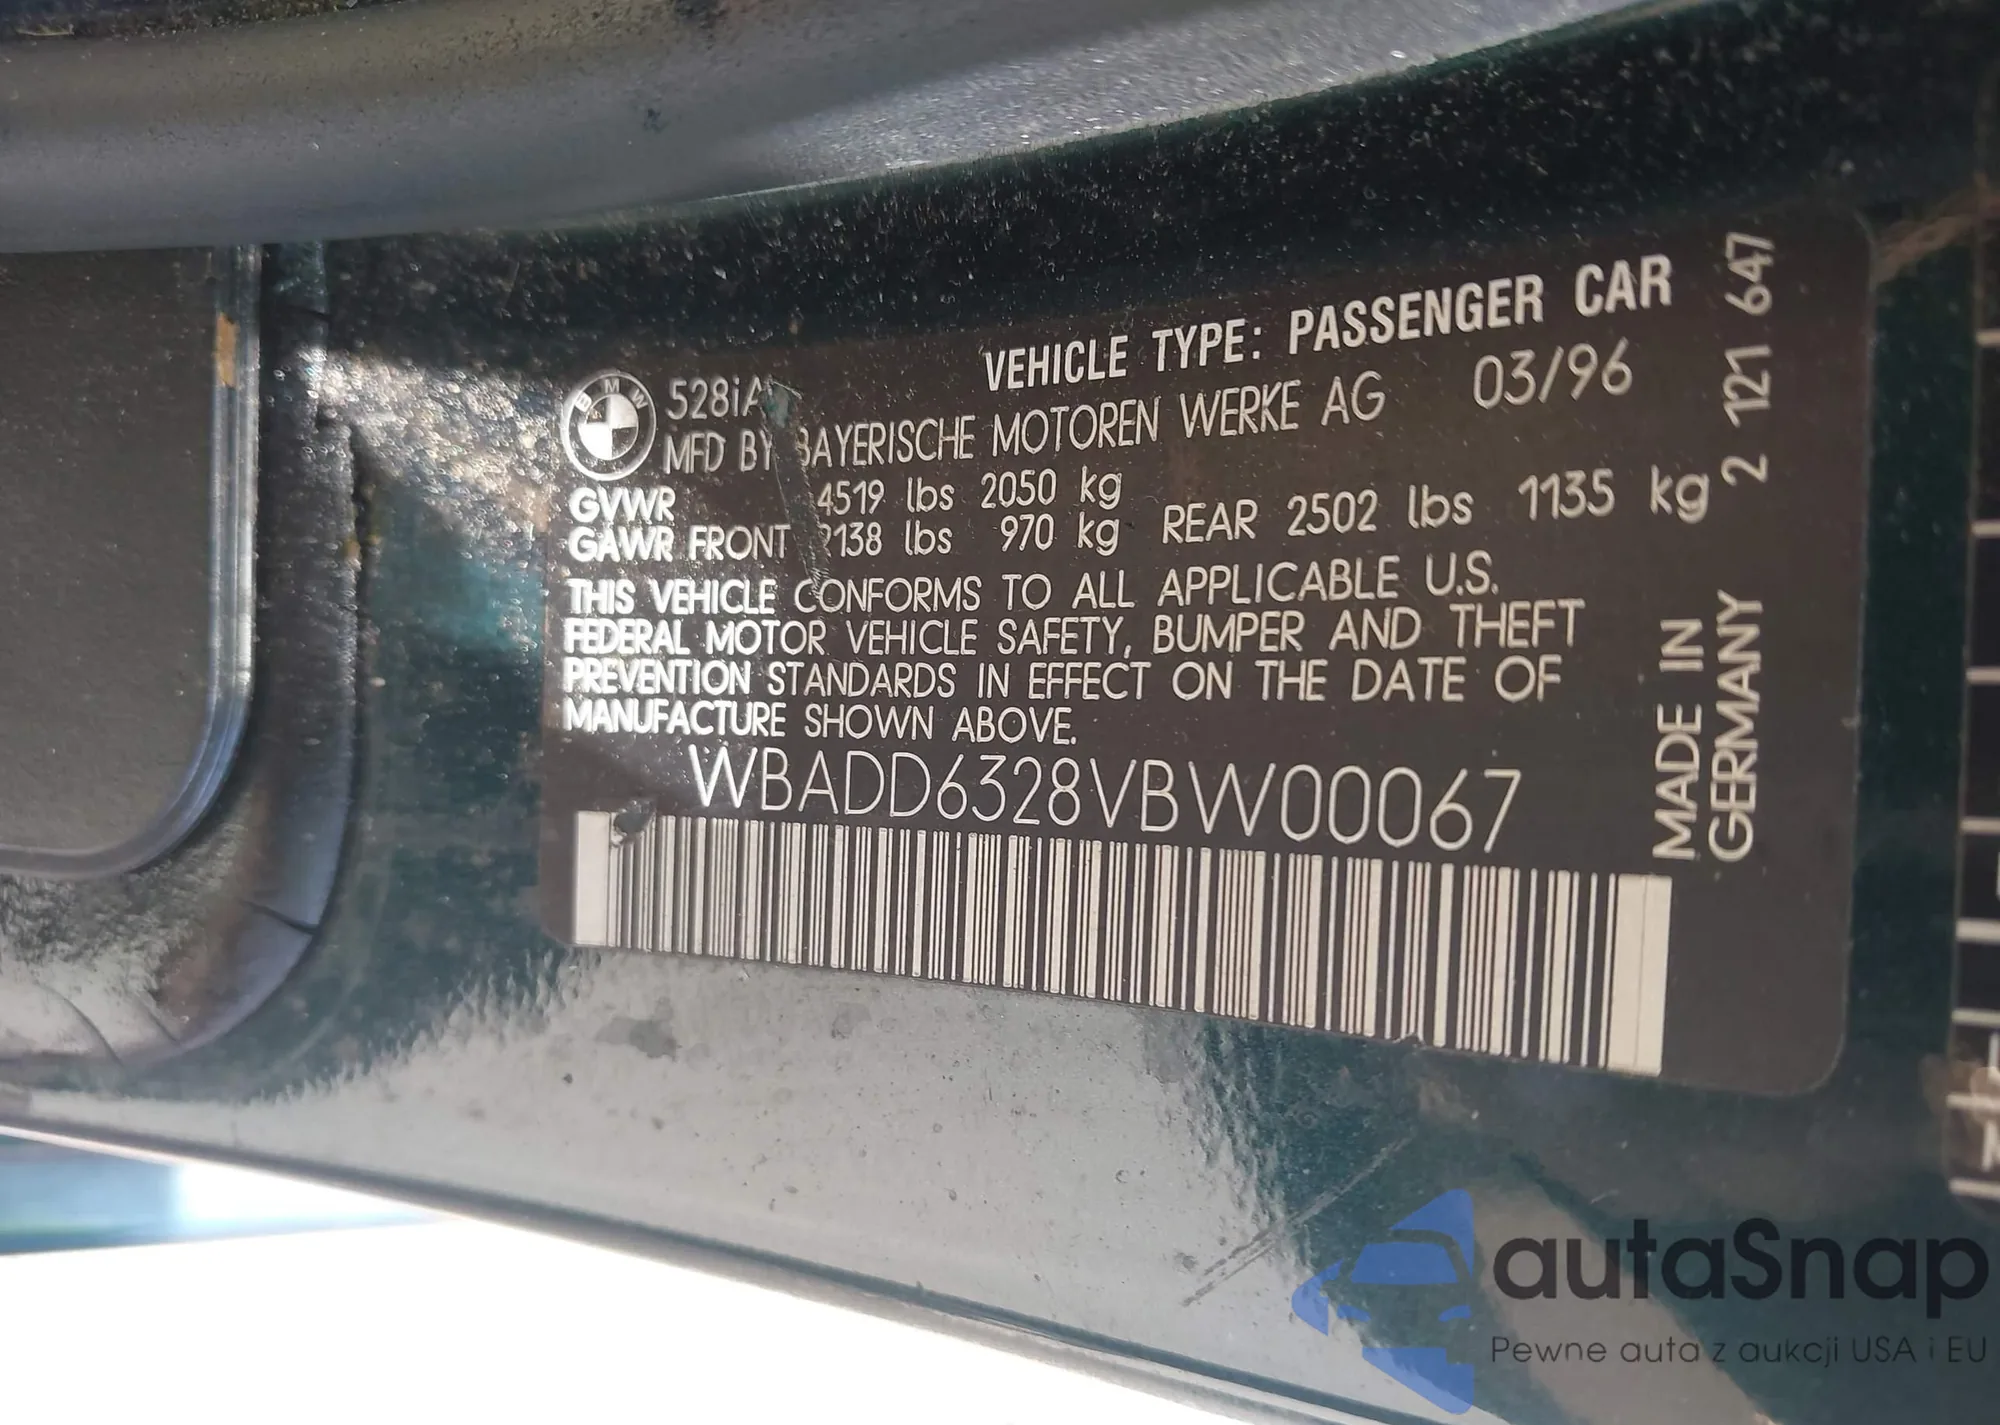 VEHICLE TYPE: PASSENGER CAR
BMW
528iA
MFD BY BAYERISCHE MOTOREN WERKE AG 03/96
GVWR 4519 lbs 2050 kg
GAWR FRONT 2138 lbs 970 kg REAR 2502 lbs 1135 kg
THIS VEHICLE CONFORMS TO ALL APPLICABLE U.S.
FEDERAL MOTOR VEHICLE SAFETY, BUMPER AND THEFT
PREVENTION STANDARDS IN EFFECT ON THE DATE OF
MANUFACTURE SHOWN ABOVE.
WBADD6328VBW00067
MADE IN
GERMANY
2 121 647
autaSnap
Pewne auta z aukcji USA i EU